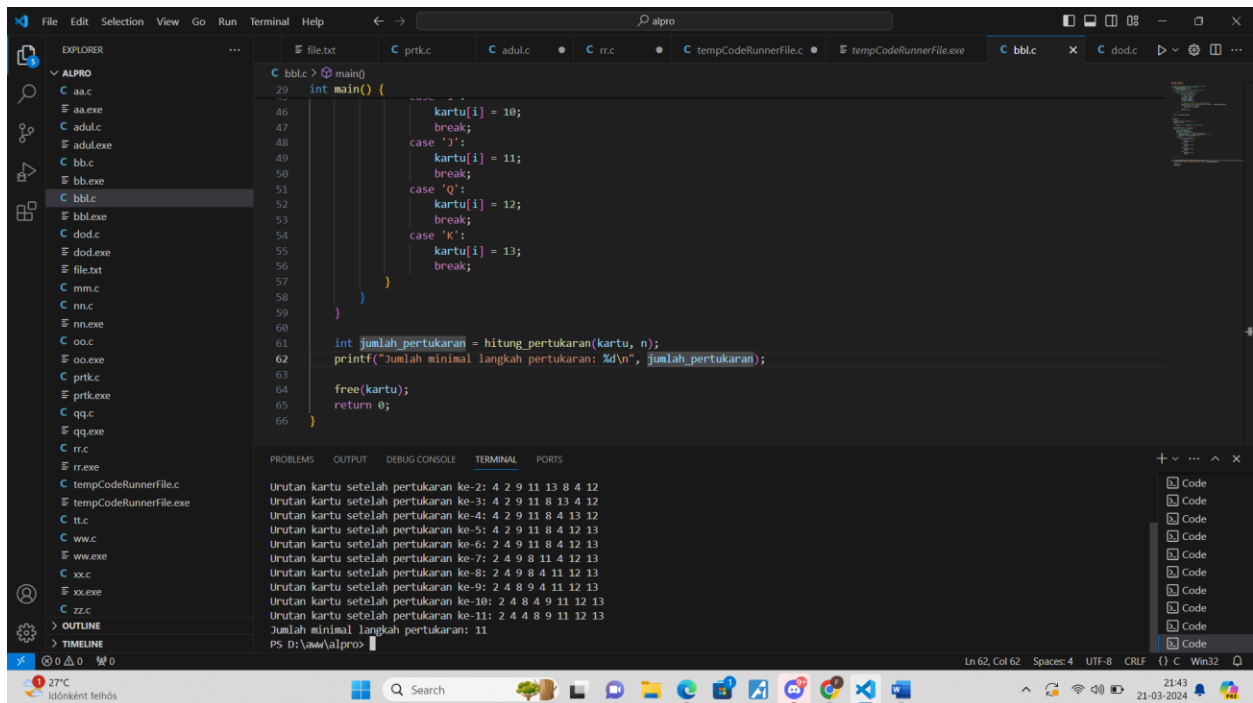 File Edit Selection View Go Run Terminal Help alpro
EXPLORER
ALPRO
C aa.c
aa.exe
C adul.c
adul.exe
C bb.c
bb.exe
C bbl.c
bbl.exe
C dod.c
dod.exe
file.txt
C mm.c
C nn.c
nn.exe
C oo.c
oo.exe
C prtk.c
prtk.exe
C qq.c
qq.exe
C rr.c
rr.exe
C tempCodeRunnerFile.c
tempCodeRunnerFile.exe
C tt.c
C ww.c
ww.exe
C xx.c
xx.exe
C zz.c
OUTLINE
TIMELINE
file.txt C prtk.c C adul.c C rr.c C tempCodeRunnerFile.c tempCodeRunnerFile.exe C bbl.c C dod.c
C bbl.c > main()
29 int main() {
46 kartu[i] = 10;
47 break;
48 case 'J':
49 kartu[i] = 11;
50 break;
51 case 'Q':
52 kartu[i] = 12;
53 break;
54 case 'K':
55 kartu[i] = 13;
56 break;
57 }
58 }
59 }
60
61 int jumlah_pertukaran = hitung_pertukaran(kartu, n);
62 printf("Jumlah minimal langkah pertukaran: %d\n", jumlah_pertukaran);
63
64 free(kartu);
65 return 0;
66 }
PROBLEMS OUTPUT DEBUG CONSOLE TERMINAL PORTS
Urutan kartu setelah pertukaran ke-2: 4 2 9 11 13 8 4 12
Urutan kartu setelah pertukaran ke-3: 4 2 9 11 8 13 4 12
Urutan kartu setelah pertukaran ke-4: 4 2 9 11 8 4 13 12
Urutan kartu setelah pertukaran ke-5: 4 2 9 11 8 4 12 13
Urutan kartu setelah pertukaran ke-6: 2 4 9 11 8 4 12 13
Urutan kartu setelah pertukaran ke-7: 2 4 9 8 11 4 12 13
Urutan kartu setelah pertukaran ke-8: 2 4 9 8 4 11 12 13
Urutan kartu setelah pertukaran ke-9: 2 4 8 9 4 11 12 13
Urutan kartu setelah pertukaran ke-10: 2 4 8 4 9 11 12 13
Urutan kartu setelah pertukaran ke-11: 2 4 4 8 9 11 12 13
Jumlah minimal langkah pertukaran: 11
PS D:\aww\alpro>
Code
Code
Code
Code
Code
Code
Code
Code
Code
Code
0 0 0 Ln 62, Col 62 Spaces: 4 UTF-8 CRLF {} C Win32
27°C
Időnként felhős
Search
21:43
21-03-2024